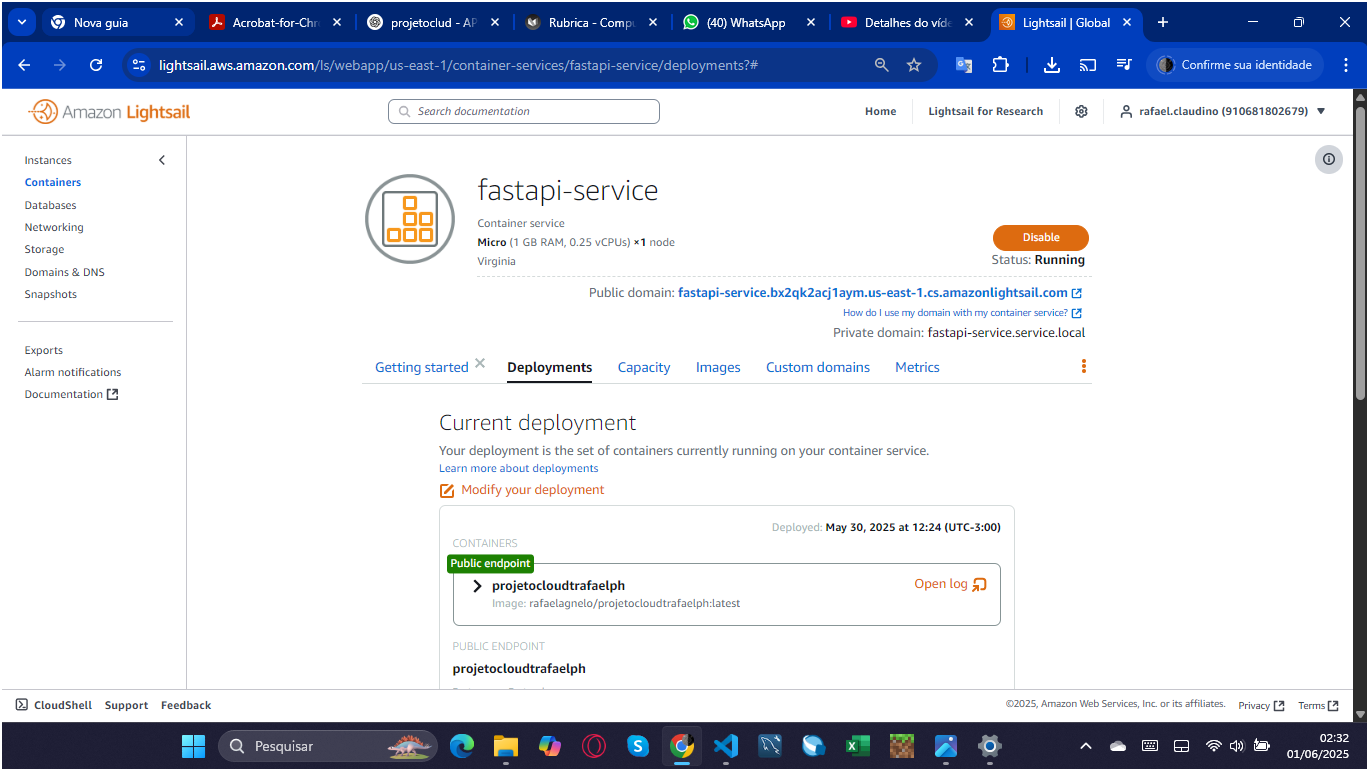 Nova guia
Acrobat-for-Chr
projetoclud - AP
Rubrica - Compu
(40) WhatsApp
Detalhes do víde
Lightsail | Global
lightsail.aws.amazon.com/ls/webapp/us-east-1/container-services/fastapi-service/deployments?#
Confirme sua identidade
Amazon Lightsail
Search documentation
Home
Lightsail for Research
rafael.claudino (910681802679)
Instances
Containers
Databases
Networking
Storage
Domains & DNS
Snapshots
Exports
Alarm notifications
Documentation
fastapi-service
Container service
Micro (1 GB RAM, 0.25 vCPUs) ×1 node
Virginia
Disable
Status: Running
Public domain: fastapi-service.bx2qk2acj1aym.us-east-1.cs.amazonlightsail.com
How do I use my domain with my container service?
Private domain: fastapi-service.service.local
Getting started
Deployments
Capacity
Images
Custom domains
Metrics
Current deployment
Your deployment is the set of containers currently running on your container service.
Learn more about deployments
Modify your deployment
Deployed: May 30, 2025 at 12:24 (UTC-3:00)
CONTAINERS
Public endpoint
projetocloudtrafaelph
Open log
Image: rafaelagnelo/projetocloudtrafaelph:latest
PUBLIC ENDPOINT
projetocloudtrafaelph
CloudShell
Support
Feedback
©2025, Amazon Web Services, Inc. or its affiliates.
Privacy
Terms
Pesquisar
02:32
01/06/2025